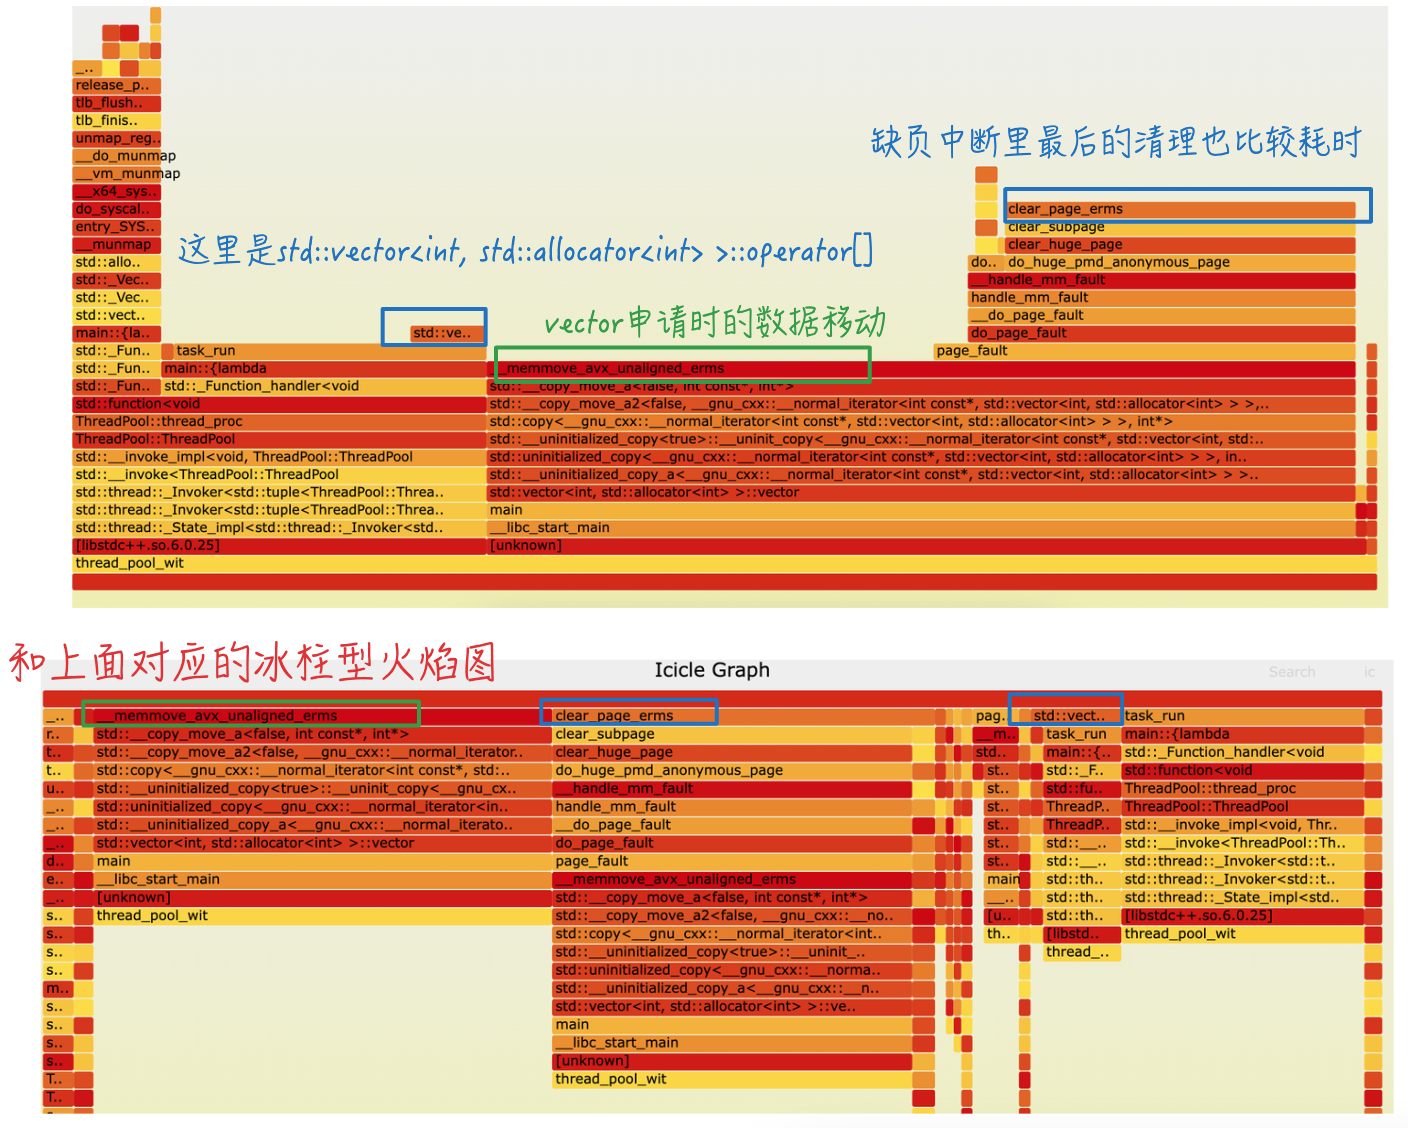 _..
release_p..
tlb_flush..
tlb_finis..
unmap_reg..
__do_munmap
__vm_munmap
__x64_sys..
do_syscal..
entry_SYS..
__munmap
std::allo..
std::_Vec..
std::_Vec..
std::vect..
main::{la..
std::_Fun..
std::_Fun..
std::_Fun..
缺页中断里最后的清理也比较耗时
clear_page_erms
clear_subpage
clear_huge_page
do.. do_huge_pmd_anonymous_page
__handle_mm_fault
handle_mm_fault
__do_page_fault
do_page_fault
page_fault
这里是std::vector<int, std::allocator<int> >::operator[]
std::ve..
vector申请时的数据移动
task_run
main::{lambda
__memmove_avx_unaligned_erms
std::_Function_handler<void
std::__copy_move_a<false, int const*, int*>
std::function<void
std::__copy_move_a2<false, __gnu_cxx::__normal_iterator<int const*, std::vector<int, std::allocator<int> > >,..
ThreadPool::thread_proc
std::copy<__gnu_cxx::__normal_iterator<int const*, std::vector<int, std::allocator<int> > >, int*>
ThreadPool::ThreadPool
std::__uninitialized_copy<true>::__uninit_copy<__gnu_cxx::__normal_iterator<int const*, std::vector<int, std:..
std::__invoke_impl<void, ThreadPool::ThreadPool
std::uninitialized_copy<__gnu_cxx::__normal_iterator<int const*, std::vector<int, std::allocator<int> > >, in..
std::__invoke<ThreadPool::ThreadPool
std::__uninitialized_copy_a<__gnu_cxx::__normal_iterator<int const*, std::vector<int, std::allocator<int> > >..
std::thread::_Invoker<std::tuple<ThreadPool::Threa..
std::vector<int, std::allocator<int> >::vector
std::thread::_Invoker<std::tuple<ThreadPool::Threa..
main
std::thread::_State_impl<std::thread::_Invoker<std..
__libc_start_main
[libstdc++.so.6.0.25]
[unknown]
thread_pool_wit
和上面对应的冰柱型火焰图
Icicle Graph
Search ic
_.. __memmove_avx_unaligned_erms clear_page_erms pag.. std::vect.. task_run
r.. std::__copy_move_a<false, int const*, int*> clear_subpage __m.. task_run main::{lambda
t.. std::__copy_move_a2<false, __gnu_cxx::__normal_iterator.. clear_huge_page std.. main::{.. std::_Function_handler<void
t.. std::copy<__gnu_cxx::__normal_iterator<int const*, std:.. do_huge_pmd_anonymous_page st.. std::_F.. std::function<void
u.. std::__uninitialized_copy<true>::__uninit_copy<__gnu_cx.. __handle_mm_fault st.. std::fu.. ThreadPool::thread_proc
_.. std::uninitialized_copy<__gnu_cxx::__normal_iterator<in.. handle_mm_fault st.. ThreadP.. ThreadPool::ThreadPool
_.. std::__uninitialized_copy_a<__gnu_cxx::__normal_iterato.. __do_page_fault st.. ThreadP.. std::__invoke_impl<void, Thr..
_.. std::vector<int, std::allocator<int> >::vector do_page_fault st.. std::__.. std::__invoke<ThreadPool::Th..
d.. main page_fault st.. std::__.. std::thread::_Invoker<std::t..
e.. __libc_start_main __memmove_avx_unaligned_erms main std::th.. std::thread::_Invoker<std::t..
_.. [unknown] std::__copy_move_a<false, int const*, int*> __.. std::th.. std::thread::_State_impl<std..
s.. thread_pool_wit std::__copy_move_a2<false, __gnu_cxx::__no.. [u.. std::th.. [libstdc++.so.6.0.25]
s.. std::copy<__gnu_cxx::__normal_iterator<int.. th.. [libstd.. thread_pool_wit
s.. std::__uninitialized_copy<true>::__uninit_.. thread_..
s.. std::uninitialized_copy<__gnu_cxx::__norma..
m.. std::__uninitialized_copy_a<__gnu_cxx::__n..
s.. std::vector<int, std::allocator<int> >::ve..
s.. main
s.. __libc_start_main
s.. [unknown]
T.. thread_pool_wit
T..